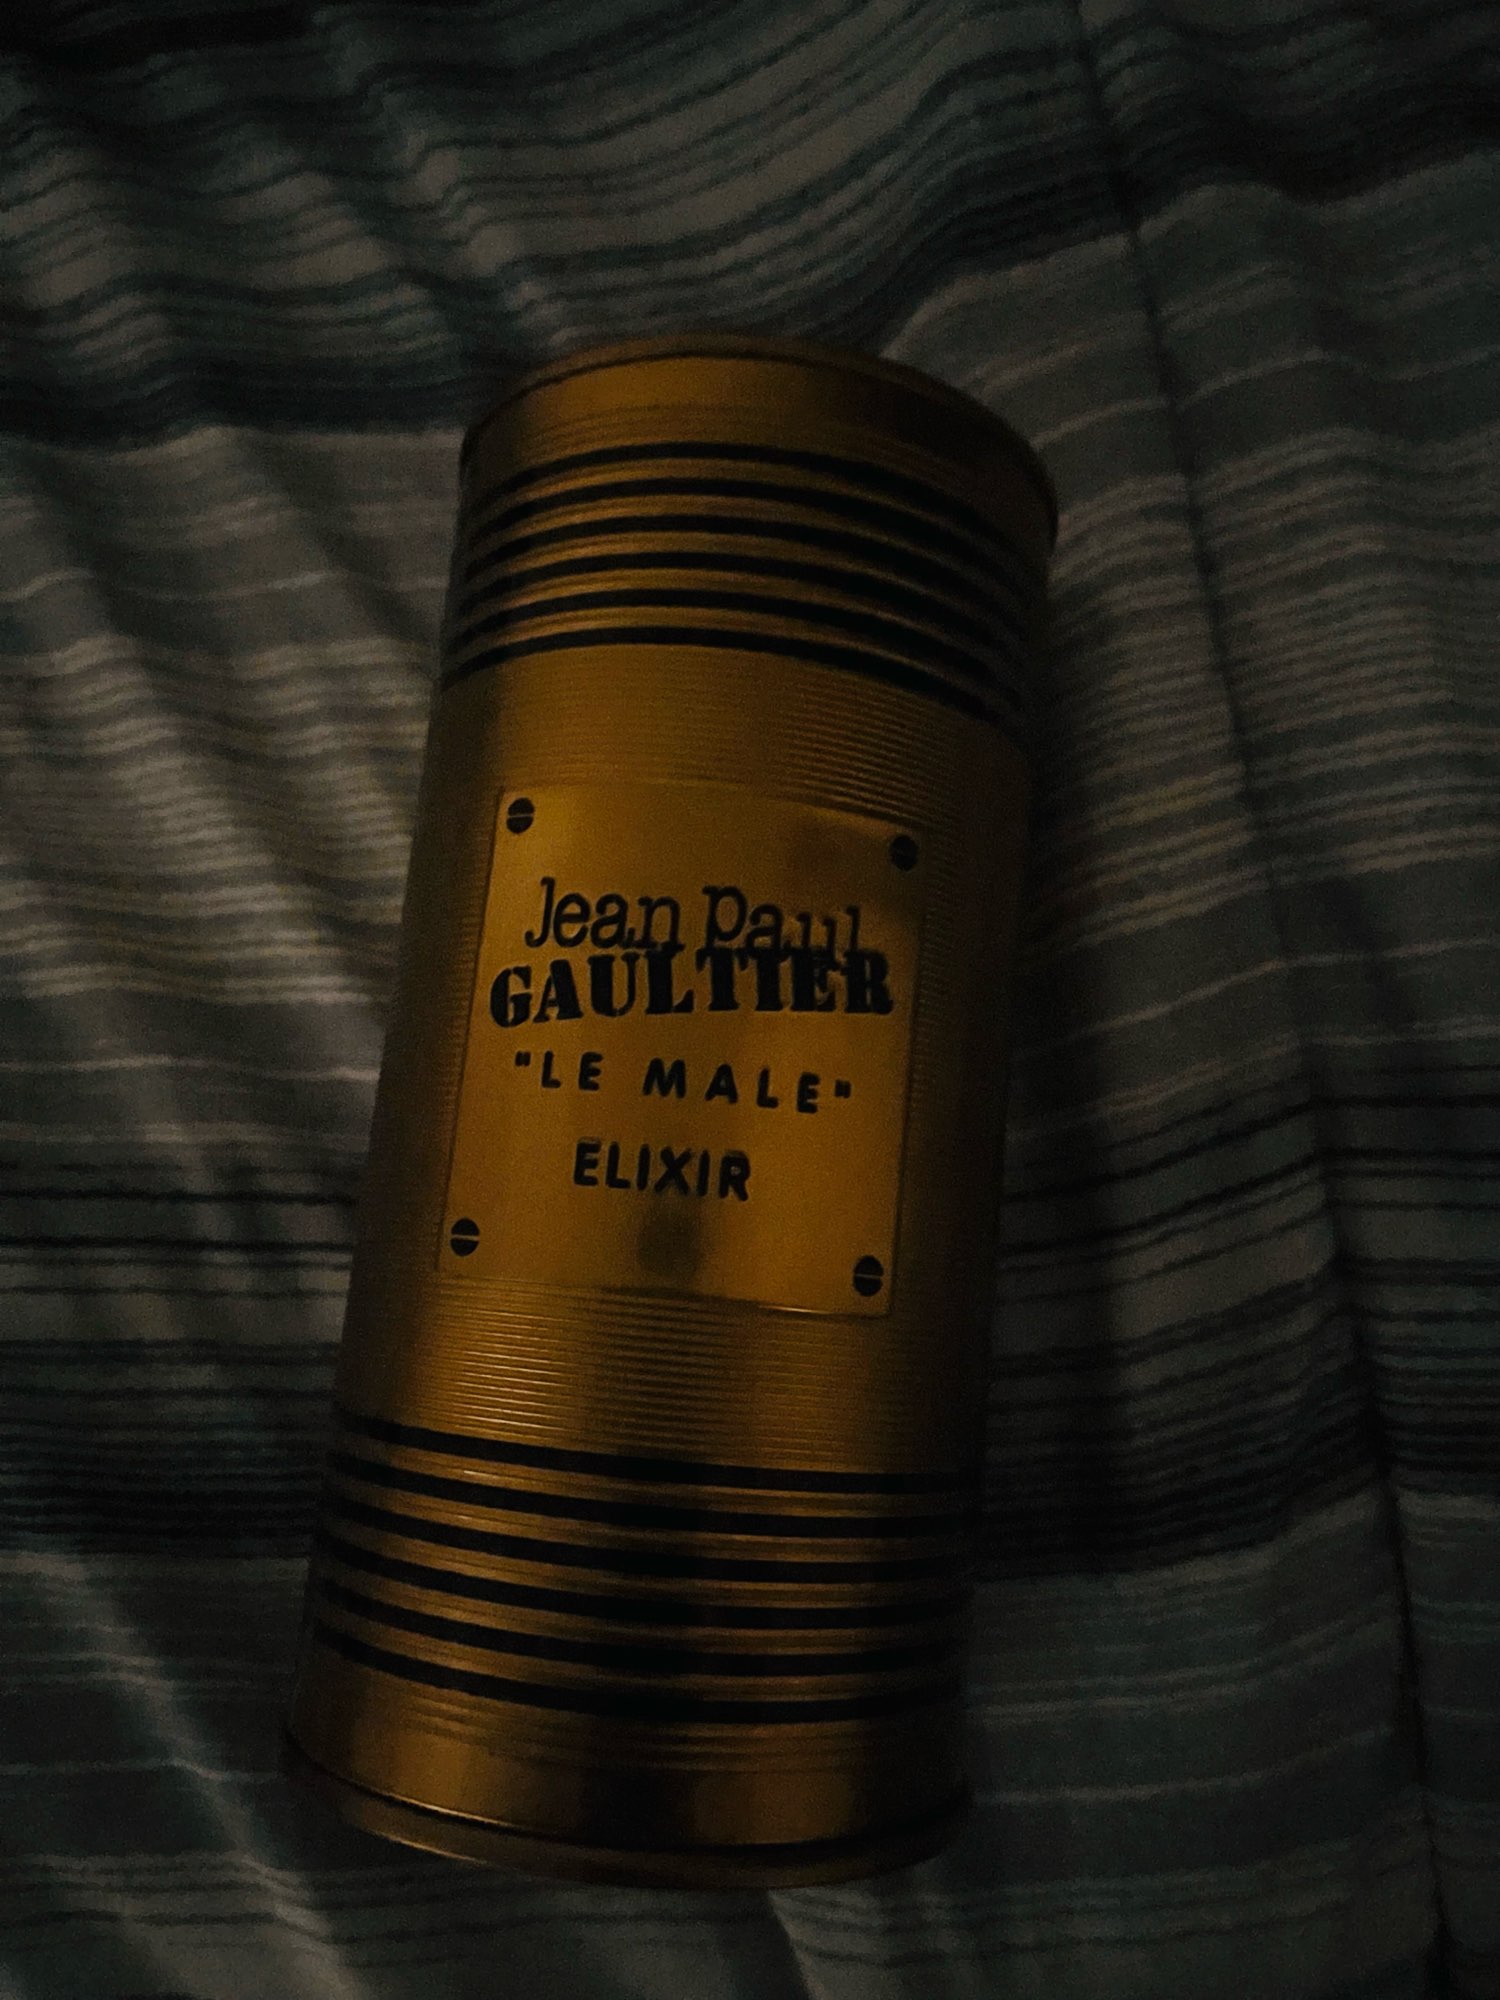 Jean Paul
GAULTIER
"LE MALE"
ELIXIR